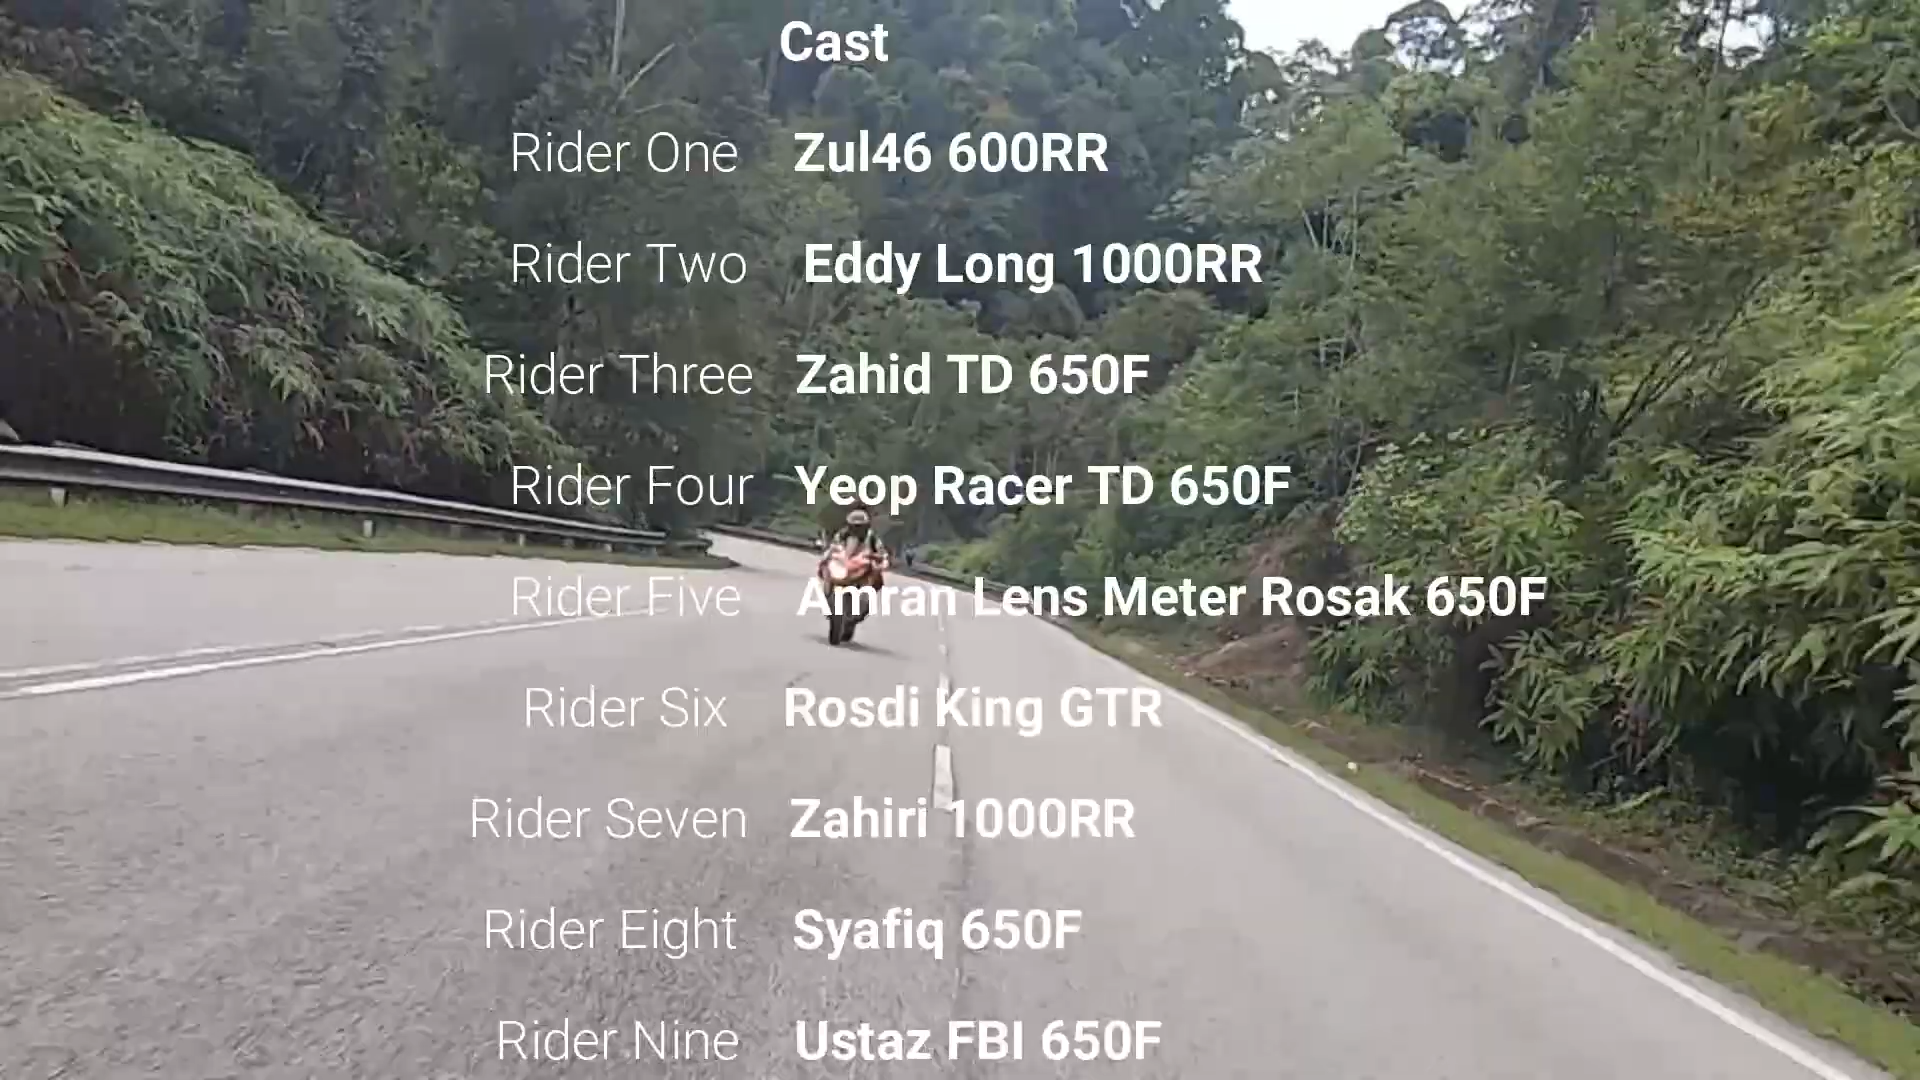 Cast
Rider One Zul46 600RR
Rider Two Eddy Long 1000RR
Rider Three Zahid TD 650F
Rider Four Yeop Racer TD 650F
Rider Five Amran Lens Meter Rosak 650F
Rider Six Rosdi King GTR
Rider Seven Zahiri 1000RR
Rider Eight Syafiq 650F
Rider Nine Ustaz FBI 650F